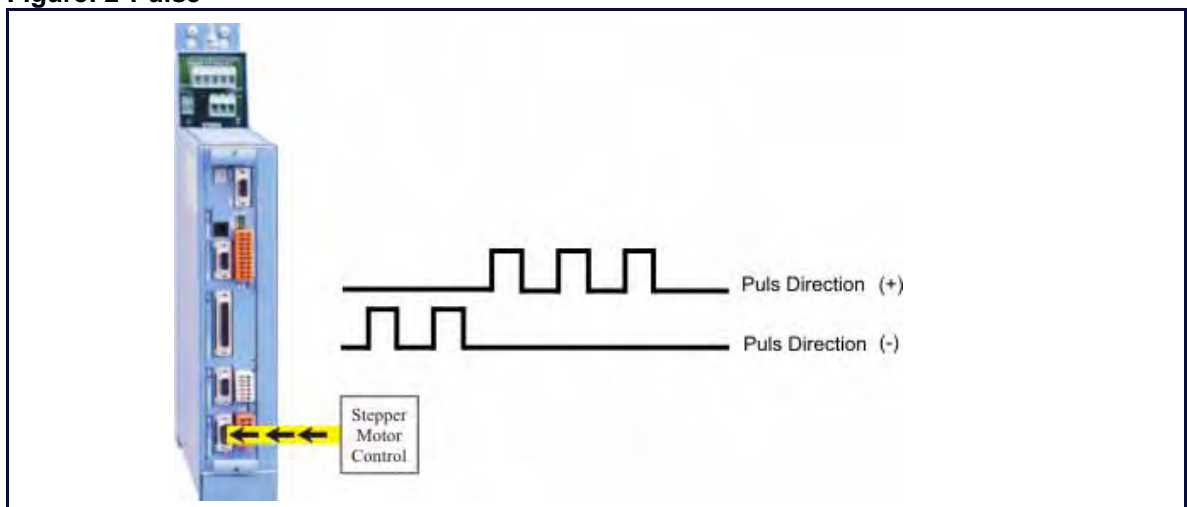 Figure: 2 Pulse
Puls Direction (+)
Puls Direction (-)
Stepper
Motor
Control